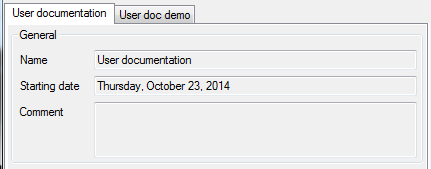 User documentation User doc demo
General
Name User documentation
Starting date Thursday, October 23, 2014
Comment